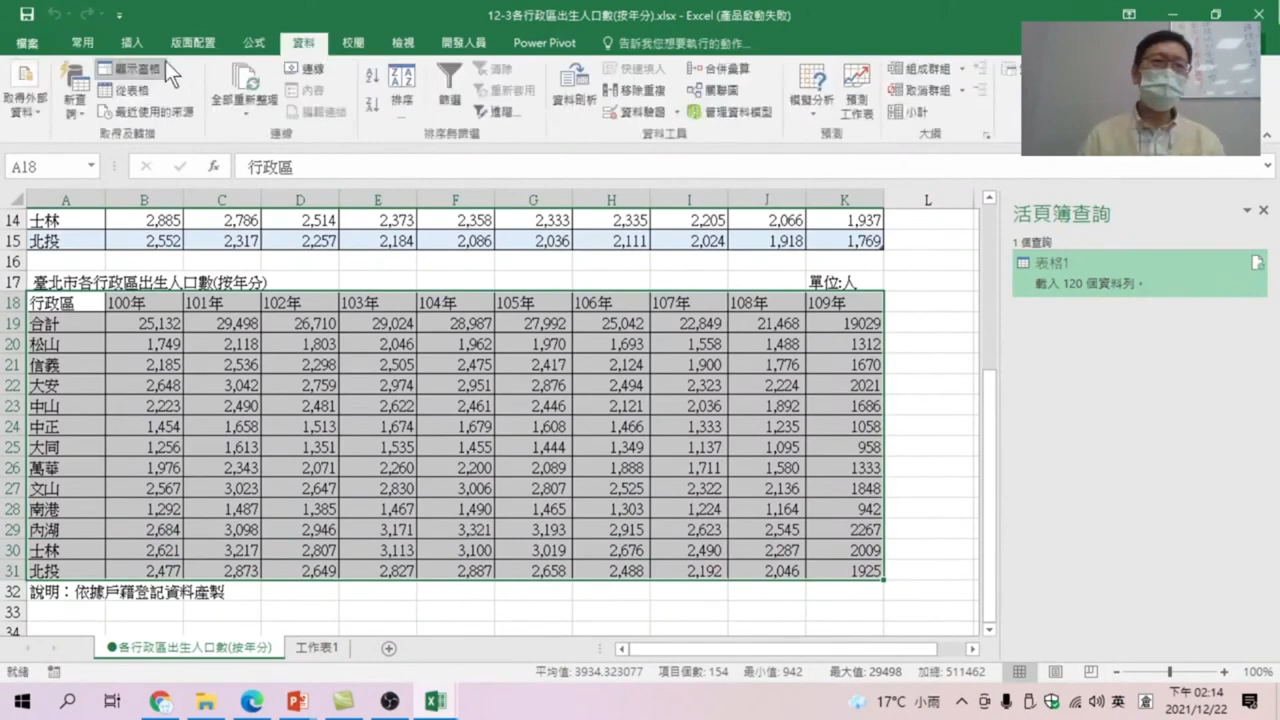 12-3各行政區出生人口數(按年分).xlsx - Excel (產品啟動失敗)
檔案 常用 插入 版面配置 公式 資料 校閱 檢視 開發人員 Power Pivot 告訴我您想要執行的動作...
取得外部資料 新查詢 顯示查詢 從表格 最近使用的來源 全部重新整理 連線 內容 編輯連結 排序 篩選 清除 重新套用 進階... 資料剖析 快速填入 移除重複 資料驗證 合併彙算 關聯圖 管理資料模型 模擬分析 預測工作表 組成群組 取消群組 小計
取得及轉換 連線 排序與篩選 資料工具 預測 大綱
A18 行政區
A B C D E F G H I J K L
14 士林 2,885 2,786 2,514 2,373 2,358 2,333 2,335 2,205 2,066 1,937
15 北投 2,552 2,317 2,257 2,184 2,086 2,036 2,111 2,024 1,918 1,769
16
17 臺北市各行政區出生人口數(按年分) 單位:人
18 行政區 100年 101年 102年 103年 104年 105年 106年 107年 108年 109年
19 合計 25,132 29,498 26,710 29,024 28,987 27,992 25,042 22,849 21,468 19029
20 松山 1,749 2,118 1,803 2,046 1,962 1,970 1,693 1,558 1,488 1312
21 信義 2,185 2,536 2,298 2,505 2,475 2,417 2,124 1,900 1,776 1670
22 大安 2,648 3,042 2,759 2,974 2,951 2,876 2,494 2,323 2,224 2021
23 中山 2,223 2,490 2,481 2,622 2,461 2,446 2,121 2,036 1,892 1686
24 中正 1,454 1,658 1,513 1,674 1,679 1,608 1,466 1,333 1,235 1058
25 大同 1,256 1,613 1,351 1,535 1,455 1,444 1,349 1,137 1,095 958
26 萬華 1,976 2,343 2,071 2,260 2,200 2,089 1,888 1,711 1,580 1333
27 文山 2,567 3,023 2,647 2,830 3,006 2,807 2,525 2,322 2,136 1848
28 南港 1,292 1,487 1,385 1,467 1,490 1,465 1,303 1,224 1,164 942
29 內湖 2,684 3,098 2,946 3,171 3,321 3,193 2,915 2,623 2,545 2267
30 士林 2,621 3,217 2,807 3,113 3,100 3,019 2,676 2,490 2,287 2009
31 北投 2,477 2,873 2,649 2,827 2,887 2,658 2,488 2,192 2,046 1925
32 說明：依據戶籍登記資料產製
33
34
活頁簿查詢
1 個查詢
表格1
載入 120 個資料列。
●各行政區出生人口數(按年分) 工作表1
就緒 平均值: 3934.323077 項目個數: 154 最小值: 942 最大值: 29498 加總: 511462 100%
17°C 小雨 英 下午 02:14
2021/12/22